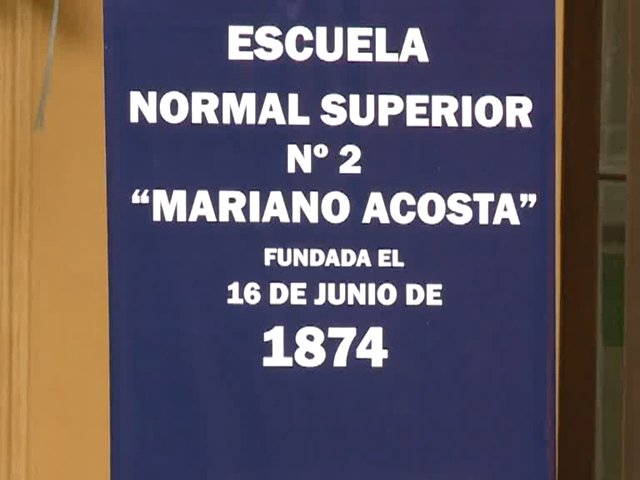 ESCUELA
NORMAL SUPERIOR
Nº 2
“MARIANO ACOSTA”
FUNDADA EL
16 DE JUNIO DE
1874